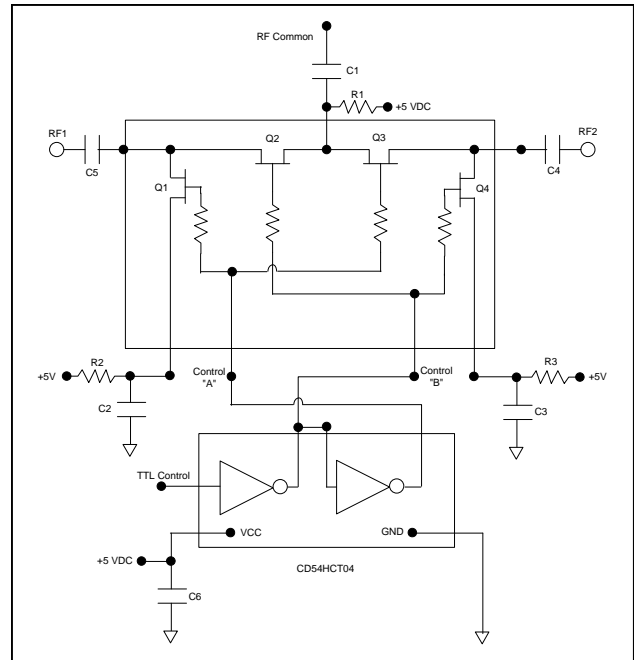 RF Common
C1
R1
+5 VDC
RF1
C5
Q2
Q3
RF2
C4
Q1
Q4
R2
+5V
C2
Control
"A"
Control
"B"
R3
+5V
C3
TTL Control
VCC
GND
+5 VDC
CD54HCT04
C6